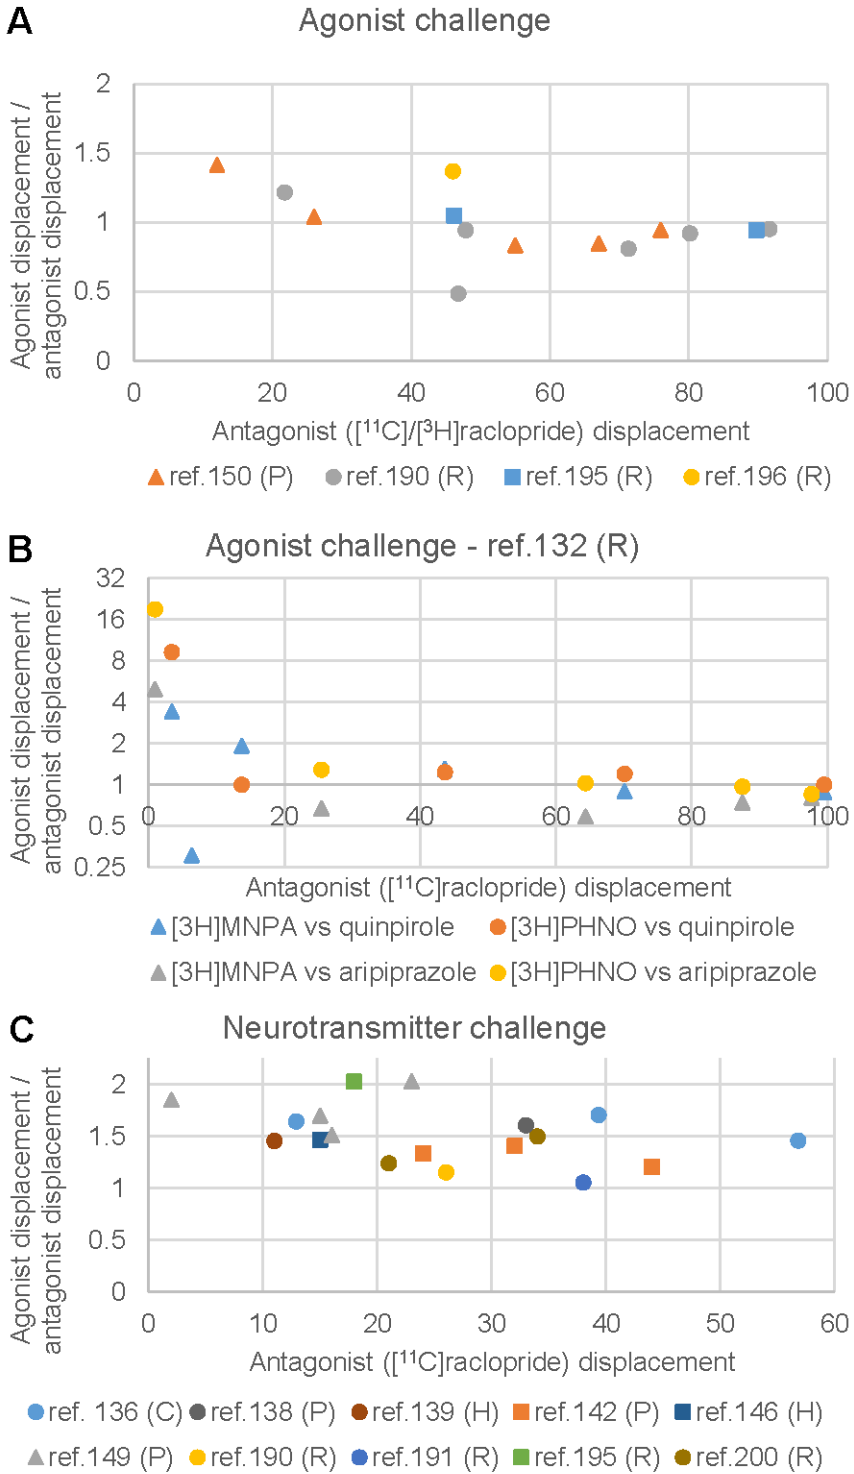 A
Agonist challenge
Agonist displacement /
antagonist displacement
2
1.5
1
0.5
0
0 20 40 60 80 100
Antagonist ([¹¹C]/[³H]raclopride) displacement
ref.150 (P) ref.190 (R) ref.195 (R) ref.196 (R)
B
Agonist challenge - ref.132 (R)
Agonist displacement /
antagonist displacement
32
16
8
4
2
1
0.5
0.25
0 20 40 60 80 100
Antagonist ([¹¹C]raclopride) displacement
[3H]MNPA vs quinpirole [3H]PHNO vs quinpirole
[3H]MNPA vs aripiprazole [3H]PHNO vs aripiprazole
C
Neurotransmitter challenge
Agonist displacement /
antagonist displacement
2
1.5
1
0.5
0
0 10 20 30 40 50 60
Antagonist ([¹¹C]raclopride) displacement
ref. 136 (C) ref.138 (P) ref.139 (H) ref.142 (P) ref.146 (H)
ref.149 (P) ref.190 (R) ref.191 (R) ref.195 (R) ref.200 (R)